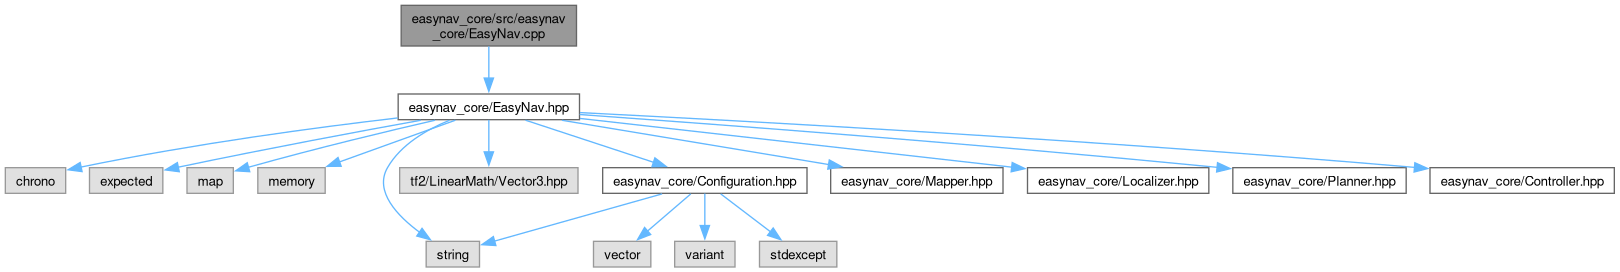 easynav_core/src/easynav
_core/EasyNav.cpp
easynav_core/EasyNav.hpp
chrono
expected
map
memory
tf2/LinearMath/Vector3.hpp
easynav_core/Configuration.hpp
easynav_core/Mapper.hpp
easynav_core/Localizer.hpp
easynav_core/Planner.hpp
easynav_core/Controller.hpp
string
vector
variant
stdexcept